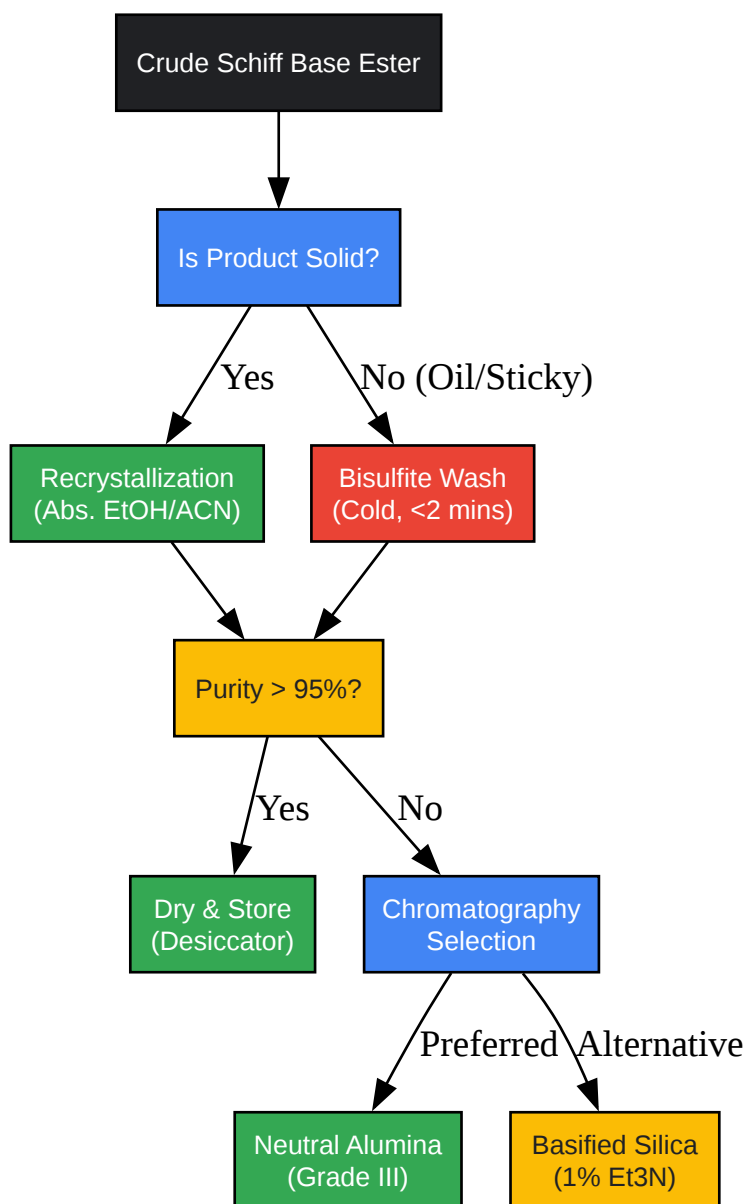 Crude Schiff Base Ester
Is Product Solid?
Yes
No (Oil/Sticky)
Recrystallization
(Abs. EtOH/ACN)
Bisulfite Wash
(Cold, <2 mins)
Purity > 95%?
Yes
No
Dry & Store
(Desiccator)
Chromatography
Selection
Preferred
Alternative
Neutral Alumina
(Grade III)
Basified Silica
(1% Et3N)